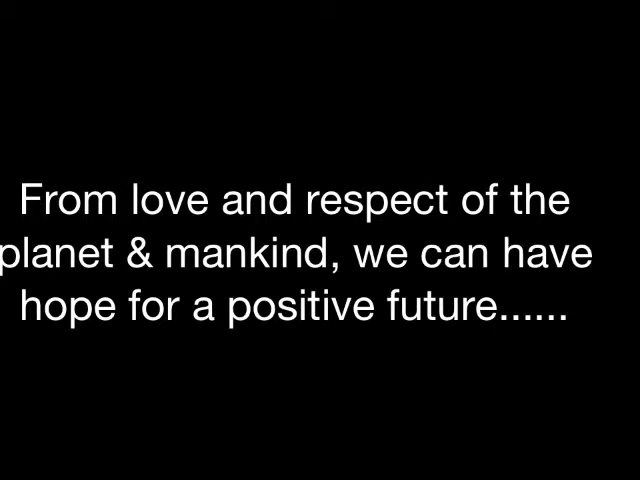 From love and respect of the
planet & mankind, we can have
hope for a positive future......